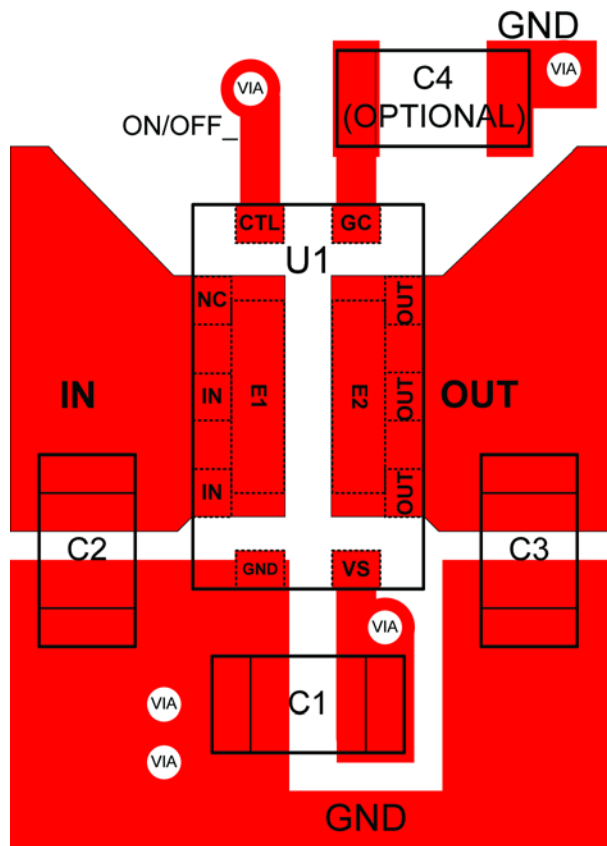 GND
C4
VIA
VIA
(OPTIONAL)
ON/OFF_
CTL
GC
U1
NC
OUT
IN
IN
E1
E2
OUT
OUT
IN
OUT
C2
C3
GND
VS
VIA
C1
VIA
VIA
GND